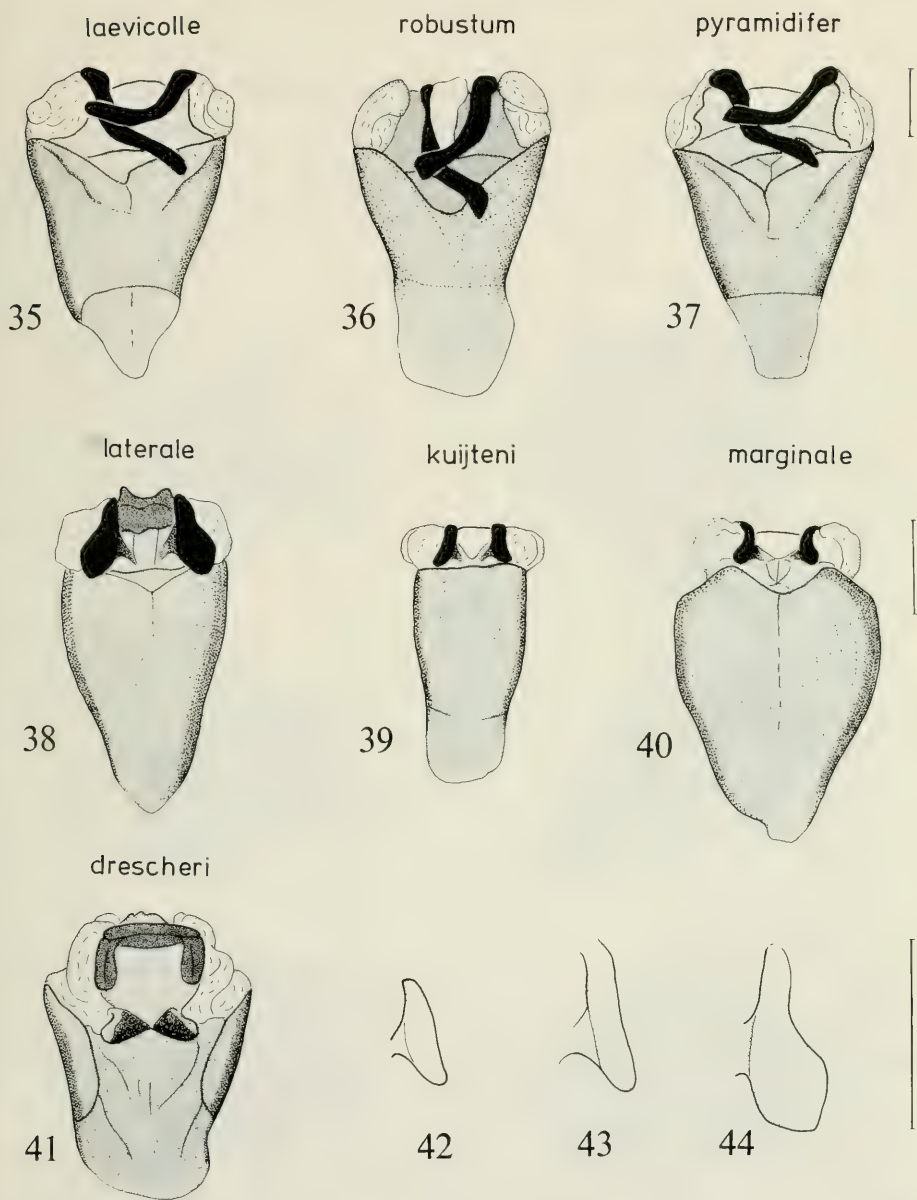 laevicolle robustum pyramidifer
35 36 37
laterale kuijteni marginale
38 39 40
drescheri
41 42 43 44